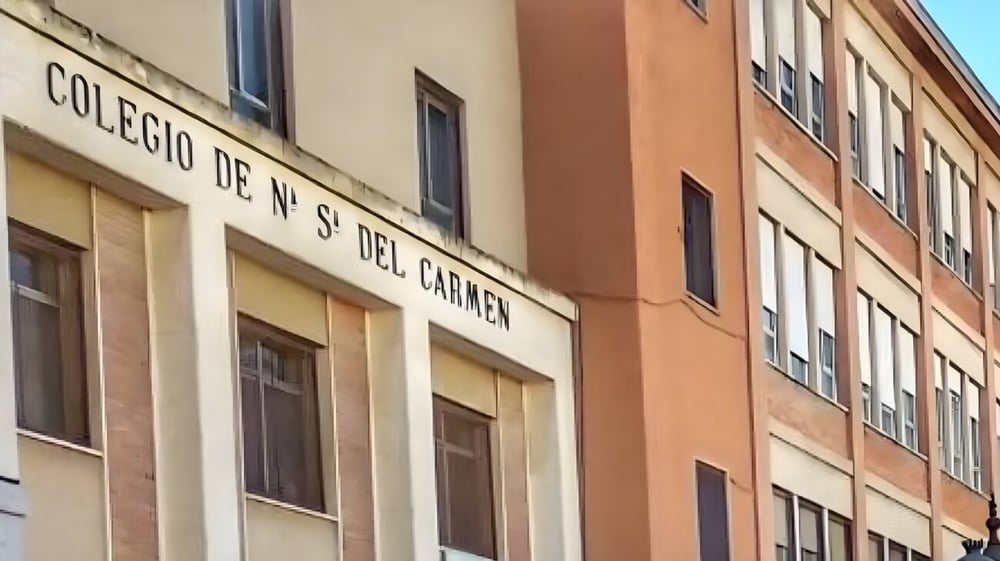 COLEGIO DE Nª Sª DEL CARMEN